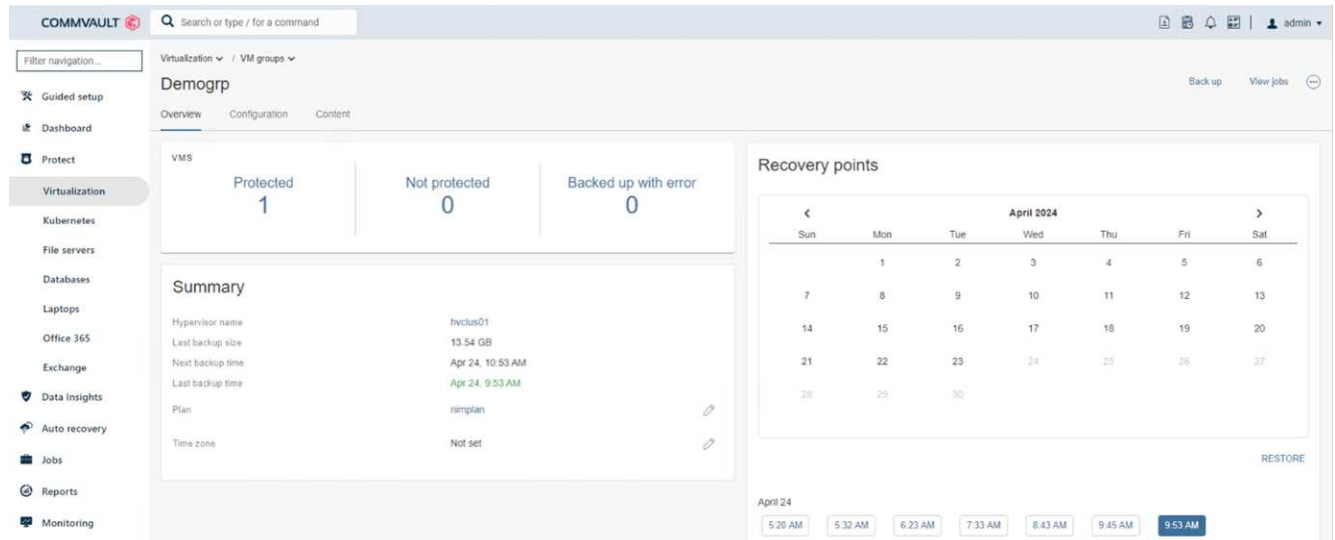 COMMVAULT
Search or type / for a command
admin
Filter navigation...
Guided setup
Dashboard
Protect
Virtualization
Kubernetes
File servers
Databases
Laptops
Office 365
Exchange
Data Insights
Auto recovery
Jobs
Reports
Monitoring
Virtualization / VM groups
Demogrp
Back up View jobs
Overview Configuration Content
VMS
Protected Not protected Backed up with error
1 0 0
Summary
Hypervisor name hvclus01
Last backup size 13.54 GB
Next backup time Apr 24, 10:53 AM
Last backup time Apr 24, 9:53 AM
Plan nimplan
Time zone Not set
Recovery points
April 2024
Sun Mon Tue Wed Thu Fri Sat
1 2 3 4 5 6
7 8 9 10 11 12 13
14 15 16 17 18 19 20
21 22 23 24 25 26 27
28 29 30
RESTORE
April 24
5:20 AM 5:32 AM 6:23 AM 7:33 AM 8:43 AM 9:45 AM 9:53 AM